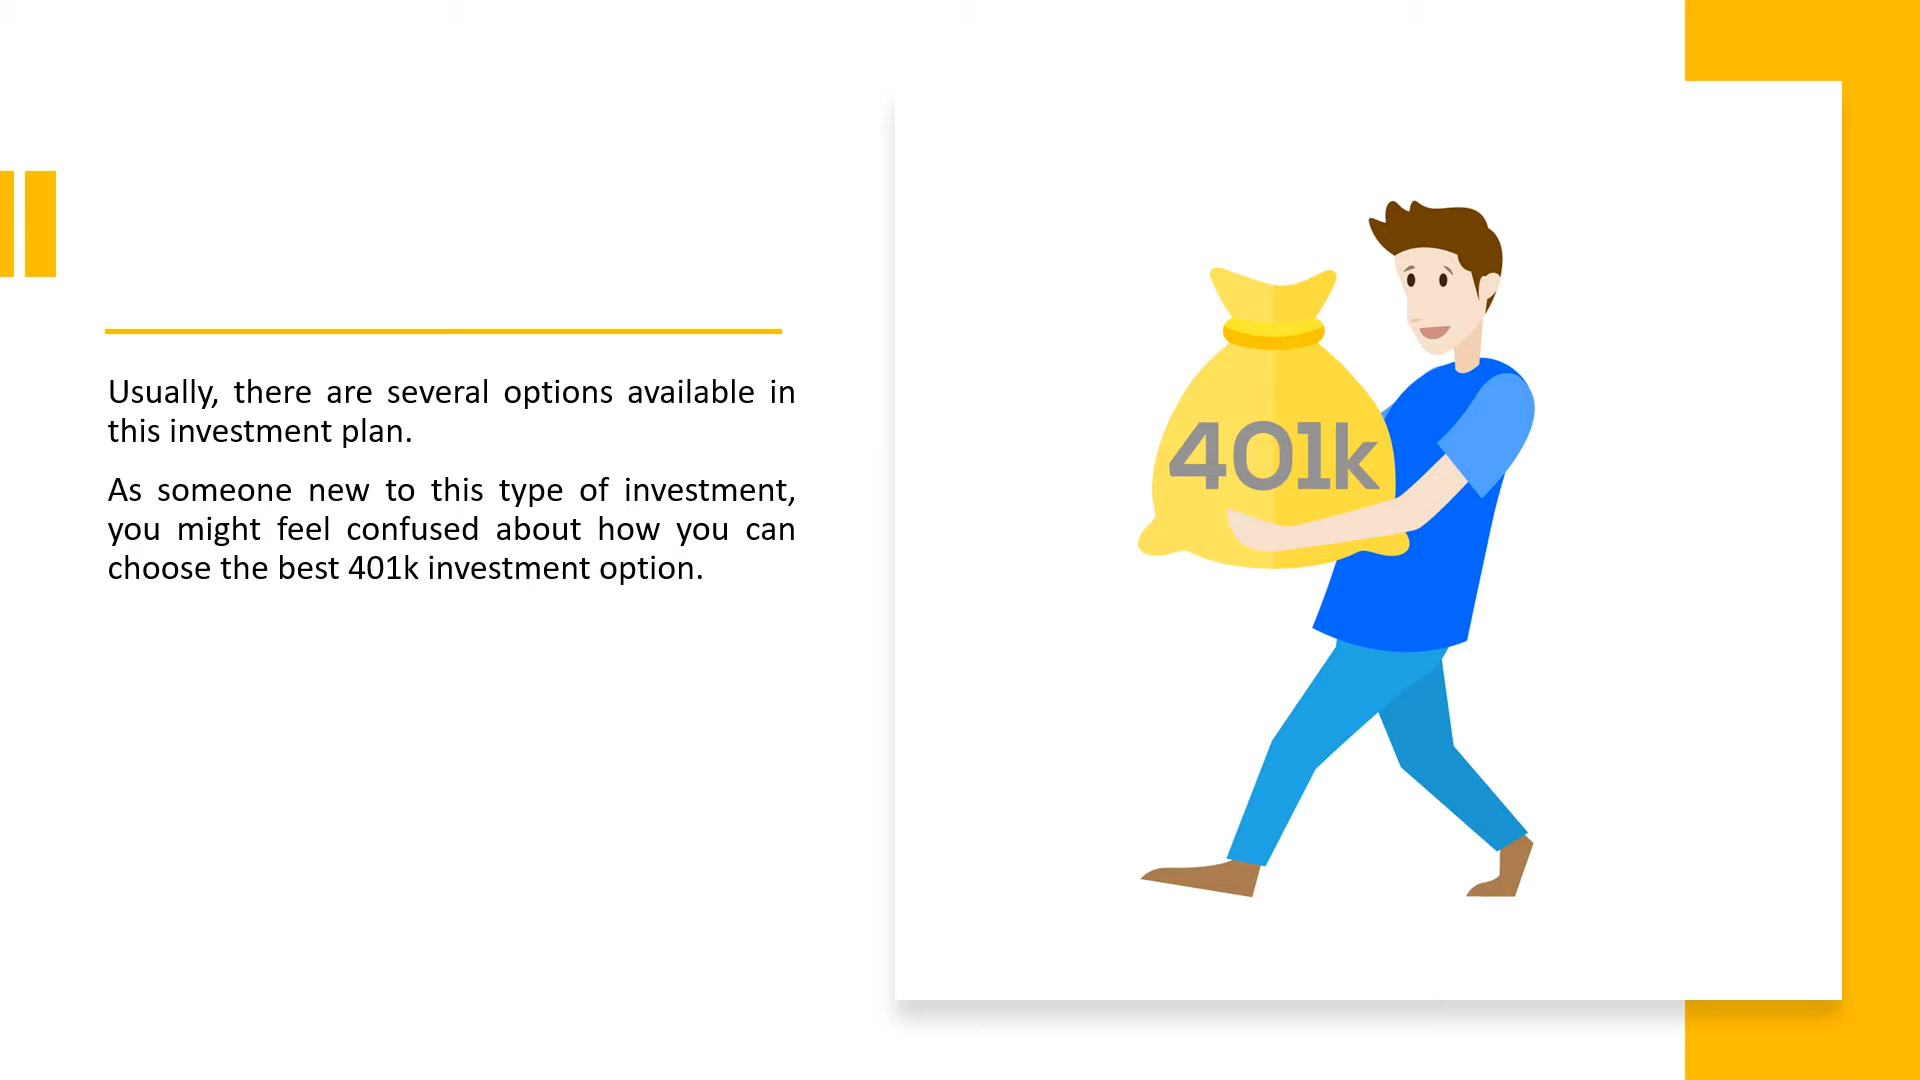 Usually, there are several options available in
this investment plan.
As someone new to this type of investment,
you might feel confused about how you can
choose the best 401k investment option.
401k